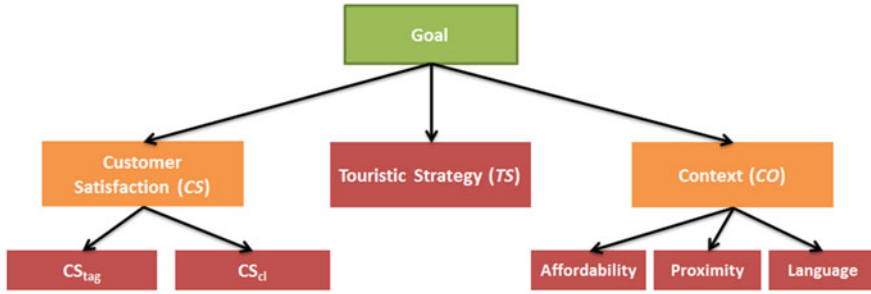 Goal
Customer
Satisfaction (CS)
Touristic Strategy (TS)
Context (CO)
CStag
CScl
Affordability
Proximity
Language